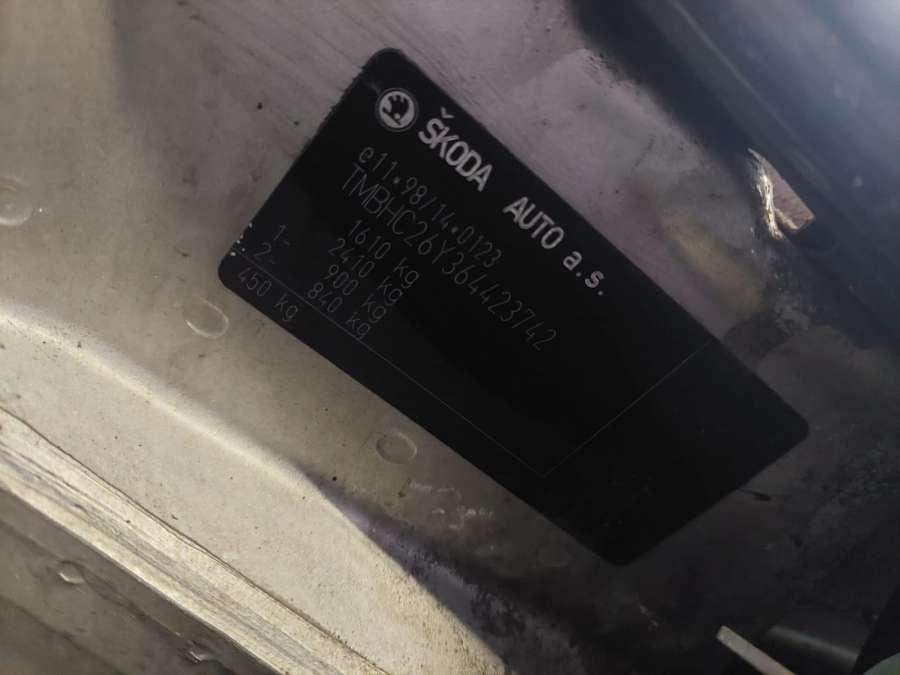 ŠKODA AUTO a.s.
e11*98/14*0123
TMBHC26Y364423742
1610 kg
2410 kg
1- 900 kg
2- 840 kg
450 kg